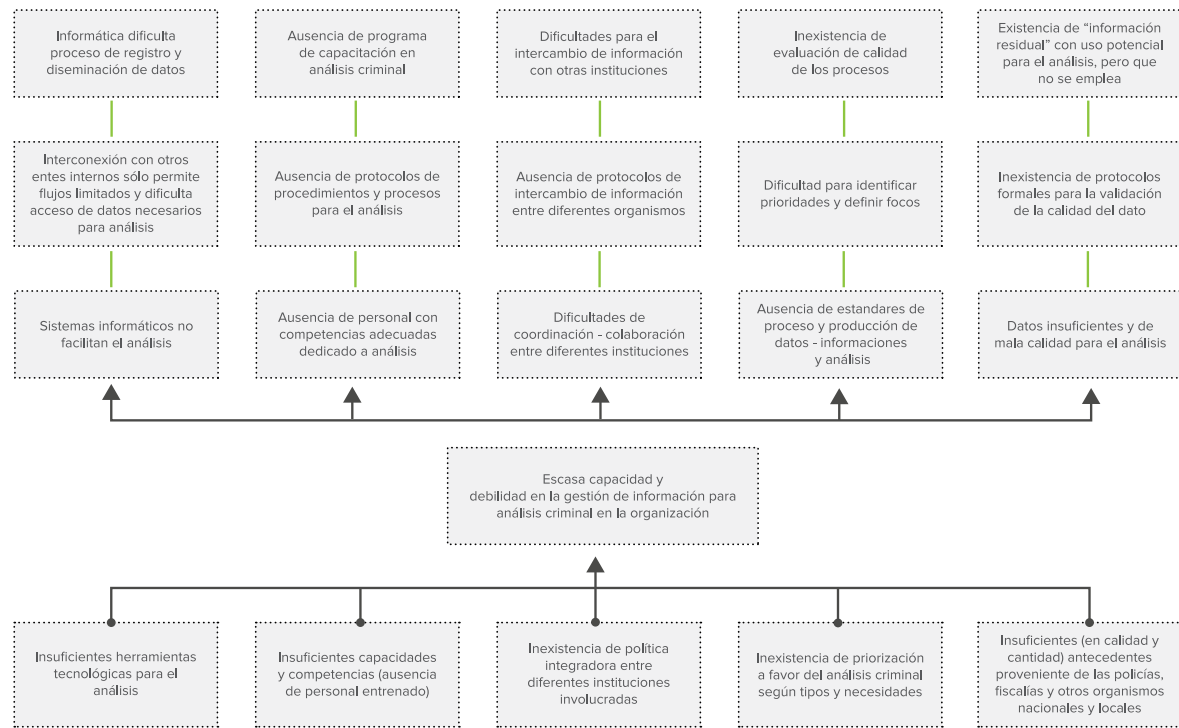 Informática dificulta
proceso de registro y
diseminación de datos
Ausencia de programa
de capacitación en
análisis criminal
Dificultades para el
intercambio de información
con otras instituciones
Inexistencia de
evaluación de calidad
de los procesos
Existencia de “información
residual” con uso potencial
para el análisis, pero que
no se emplea
Interconexión con otros
entes internos sólo permite
flujos limitados y dificulta
acceso de datos necesarios
para análisis
Ausencia de protocolos de
procedimientos y procesos
para el análisis
Ausencia de protocolos de
intercambio de información
entre diferentes organismos
Dificultad para identificar
prioridades y definir focos
Inexistencia de protocolos
formales para la validación
de la calidad del dato
Sistemas informáticos no
facilitan el análisis
Ausencia de personal con
competencias adecuadas
dedicado a análisis
Dificultades de
coordinación - colaboración
entre diferentes instituciones
Ausencia de estandares de
proceso y producción de
datos - informaciones
y análisis
Datos insuficientes y de
mala calidad para el análisis
Escasa capacidad y
debilidad en la gestión de información para
análisis criminal en la organización
Insuficientes herramientas
tecnológicas para el
análisis
Insuficientes capacidades
y competencias (ausencia
de personal entrenado)
Inexistencia de política
integradora entre
diferentes instituciones
involucradas
Inexistencia de priorización
a favor del análisis criminal
según tipos y necesidades
Insuficientes (en calidad y
cantidad) antecedentes
proveniente de las policías,
fiscalías y otros organismos
nacionales y locales